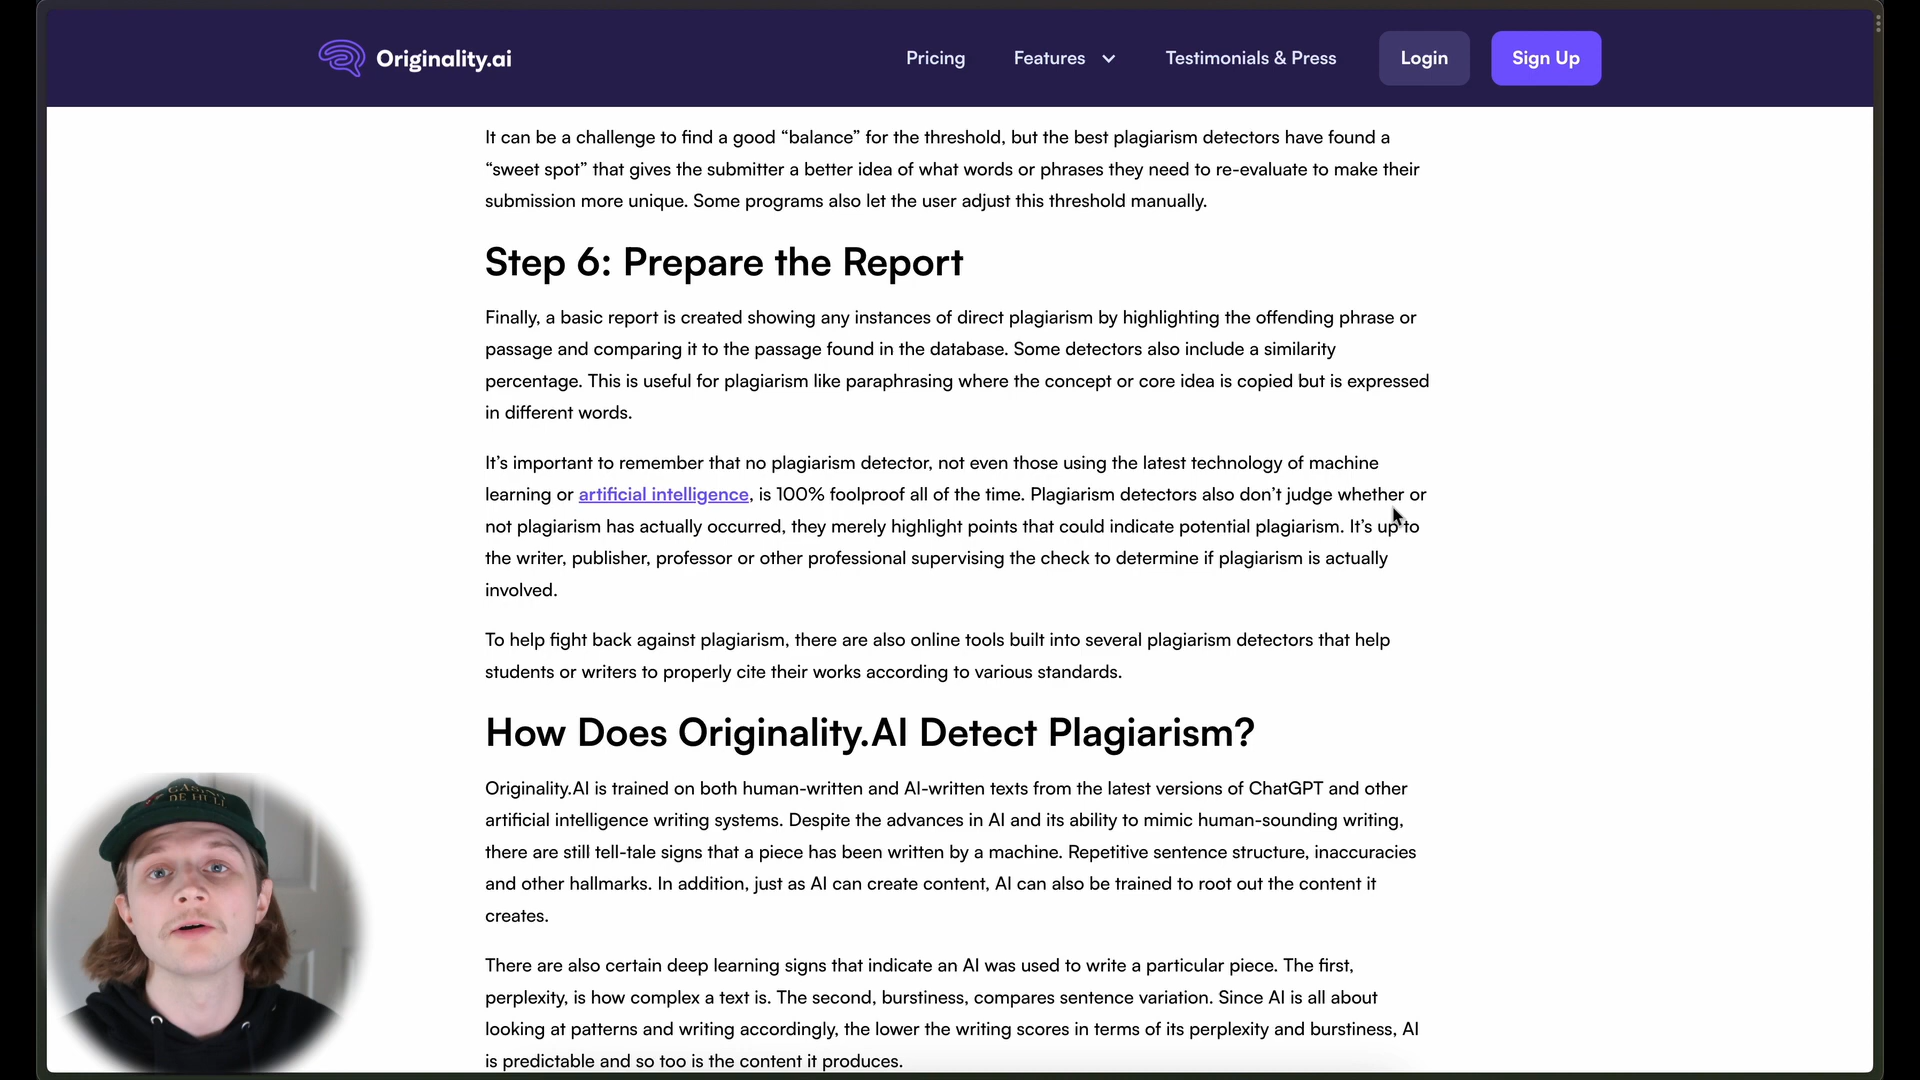 Originality.ai
Pricing
Features
Testimonials & Press
Login
Sign Up
It can be a challenge to find a good “balance” for the threshold, but the best plagiarism detectors have found a
“sweet spot” that gives the submitter a better idea of what words or phrases they need to re-evaluate to make their
submission more unique. Some programs also let the user adjust this threshold manually.
Step 6: Prepare the Report
Finally, a basic report is created showing any instances of direct plagiarism by highlighting the offending phrase or
passage and comparing it to the passage found in the database. Some detectors also include a similarity
percentage. This is useful for plagiarism like paraphrasing where the concept or core idea is copied but is expressed
in different words.
It’s important to remember that no plagiarism detector, not even those using the latest technology of machine
learning or artificial intelligence, is 100% foolproof all of the time. Plagiarism detectors also don’t judge whether or
not plagiarism has actually occurred, they merely highlight points that could indicate potential plagiarism. It’s up to
the writer, publisher, professor or other professional supervising the check to determine if plagiarism is actually
involved.
To help fight back against plagiarism, there are also online tools built into several plagiarism detectors that help
students or writers to properly cite their works according to various standards.
How Does Originality.AI Detect Plagiarism?
Originality.AI is trained on both human-written and AI-written texts from the latest versions of ChatGPT and other
artificial intelligence writing systems. Despite the advances in AI and its ability to mimic human-sounding writing,
there are still tell-tale signs that a piece has been written by a machine. Repetitive sentence structure, inaccuracies
and other hallmarks. In addition, just as AI can create content, AI can also be trained to root out the content it
creates.
There are also certain deep learning signs that indicate an AI was used to write a particular piece. The first,
perplexity, is how complex a text is. The second, burstiness, compares sentence variation. Since AI is all about
looking at patterns and writing accordingly, the lower the writing scores in terms of its perplexity and burstiness, AI
is predictable and so too is the content it produces.
DE HULL